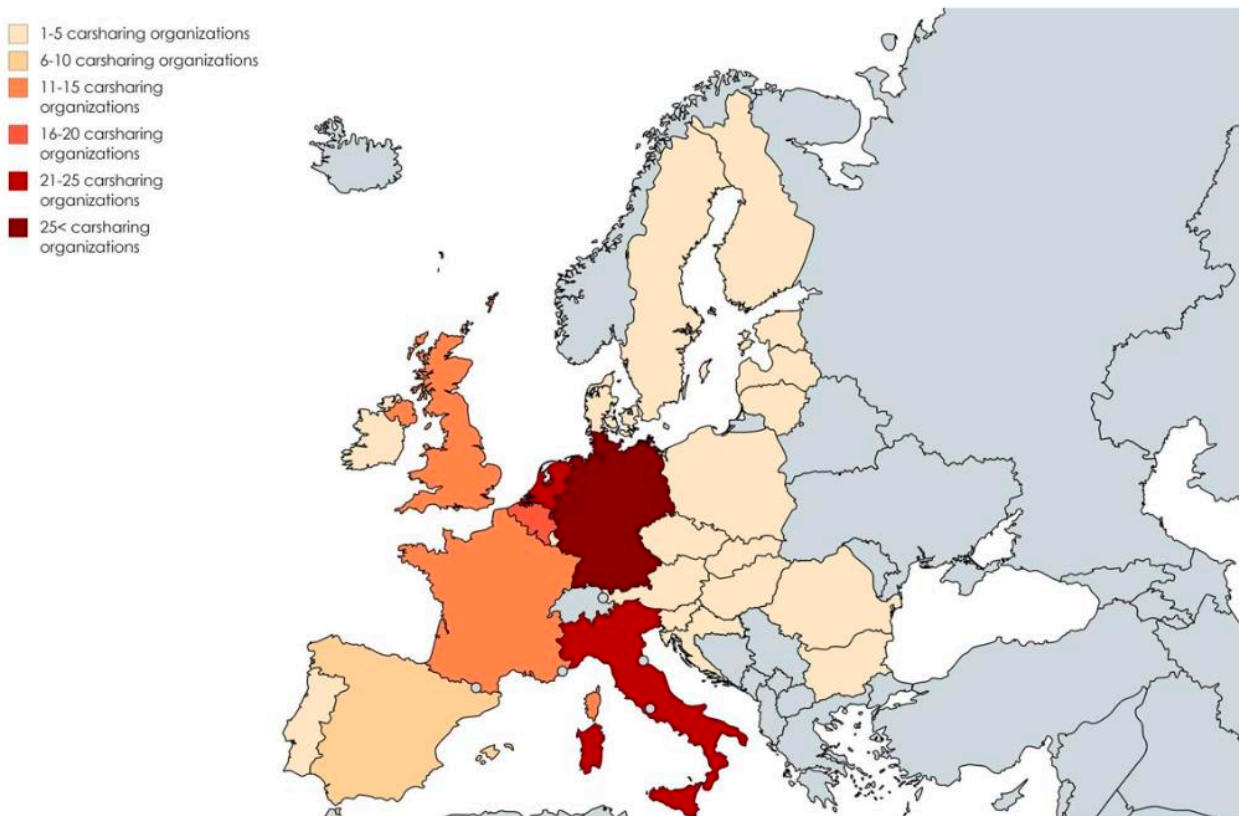 1-5 carsharing organizations
6-10 carsharing organizations
11-15 carsharing
organizations
16-20 carsharing
organizations
21-25 carsharing
organizations
25< carsharing
organizations